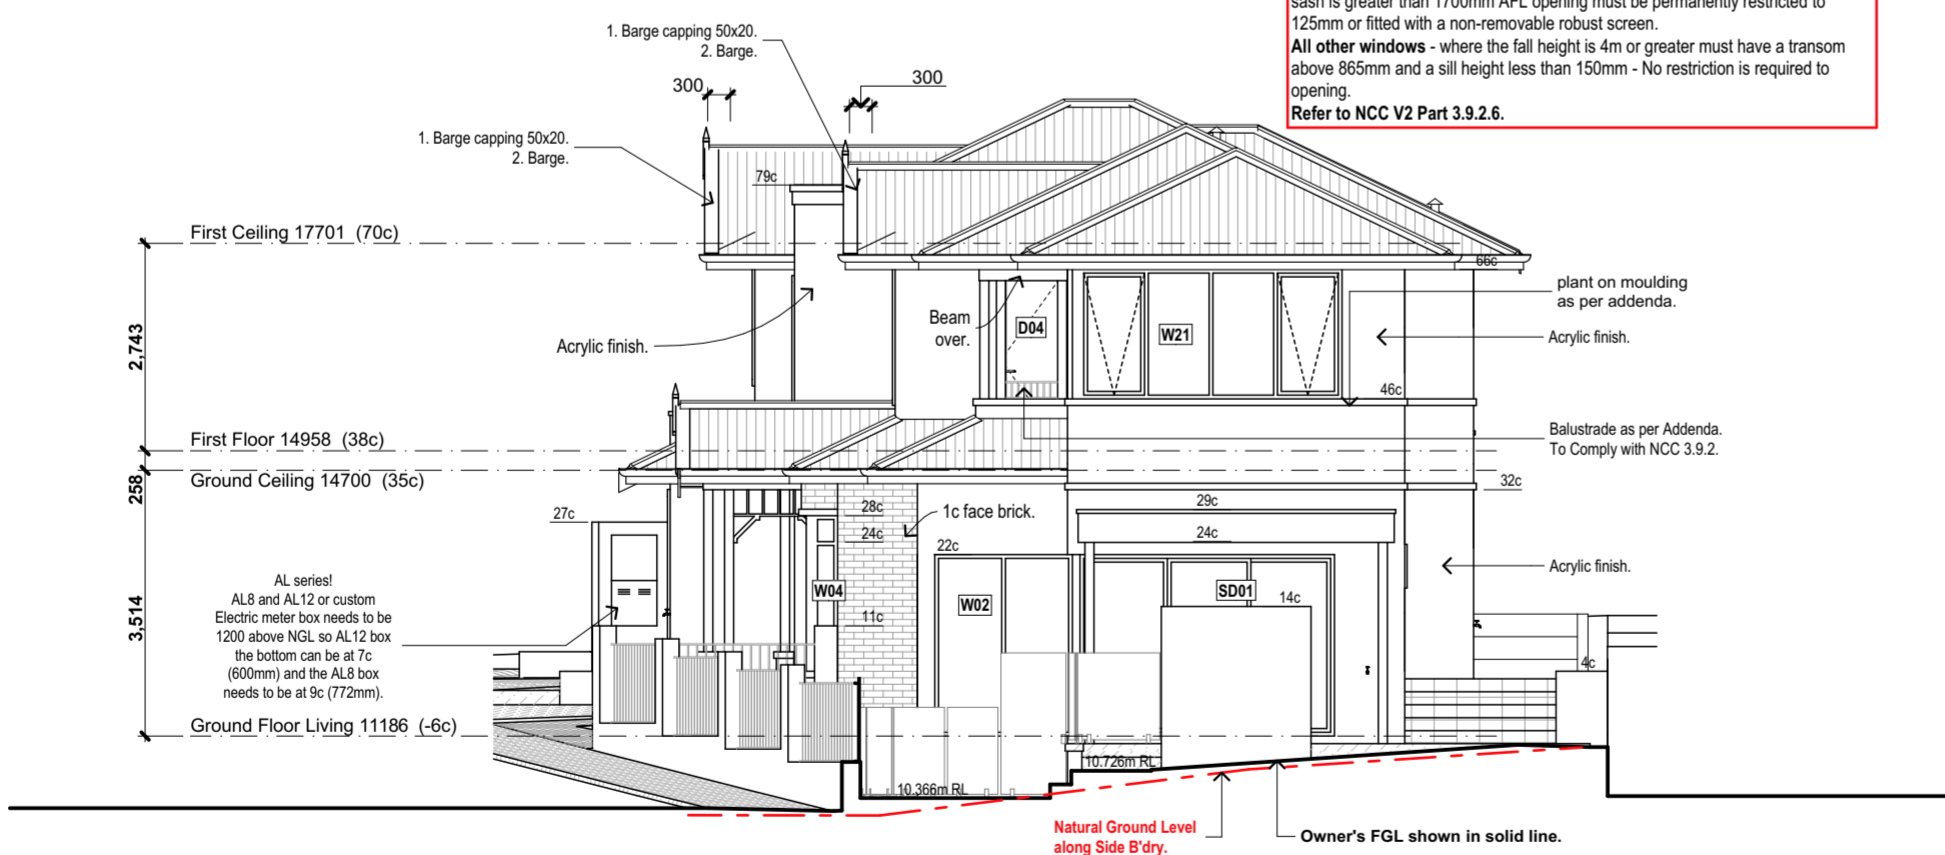 sash is greater than 1700mm AFL opening must be permanently restricted to
125mm or fitted with a non-removable robust screen.
All other windows - where the fall height is 4m or greater must have a transom
above 865mm and a sill height less than 150mm - No restriction is required to
opening.
Refer to NCC V2 Part 3.9.2.6.
1. Barge capping 50x20.
2. Barge.
300
300
1. Barge capping 50x20.
2. Barge.
79c
First Ceiling 17701 (70c)
66c
plant on moulding
as per addenda.
Beam
over.
D04
W21
Acrylic finish.
Acrylic finish.
2,743
46c
First Floor 14958 (38c)
Balustrade as per Addenda.
To Comply with NCC 3.9.2.
258
Ground Ceiling 14700 (35c)
32c
27c
28c
1c face brick.
29c
24c
24c
22c
AL series!
AL8 and AL12 or custom
Electric meter box needs to be
1200 above NGL so AL12 box
the bottom can be at 7c
(600mm) and the AL8 box
needs to be at 9c (772mm).
3,514
W04
W02
SD01
Acrylic finish.
11c
14c
4c
Ground Floor Living 11186 (-6c)
10.726m RL
10.366m RL
Natural Ground Level
along Side B'dry.
Owner's FGL shown in solid line.